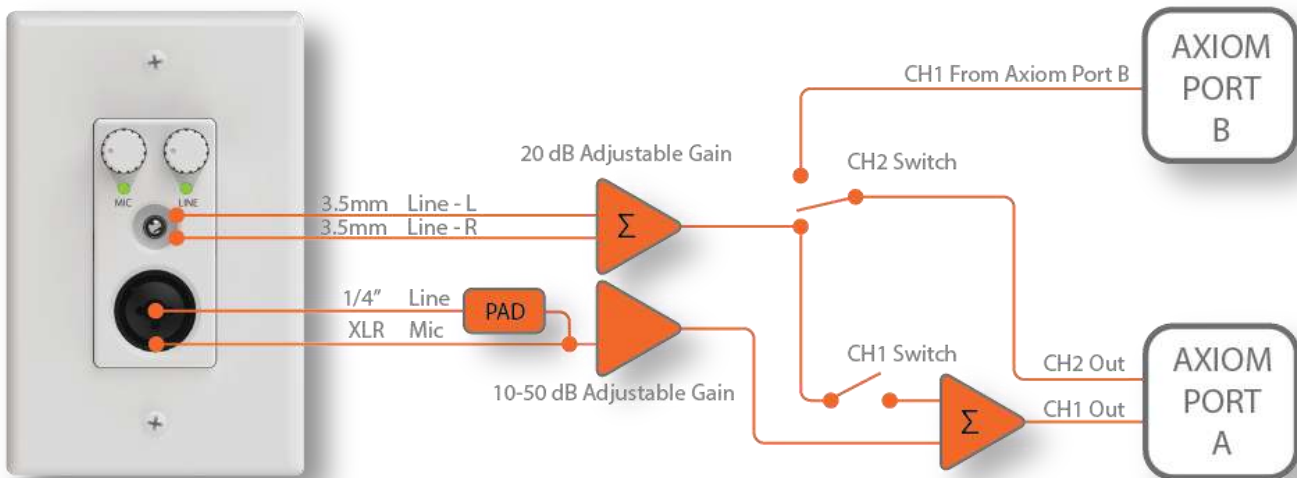 MIC
LINE
3.5mm Line - L
3.5mm Line - R
1/4” Line
XLR Mic
PAD
20 dB Adjustable Gain
Σ
10-50 dB Adjustable Gain
CH1 From Axiom Port B
CH2 Switch
CH1 Switch
Σ
CH2 Out
CH1 Out
AXIOM
PORT
B
AXIOM
PORT
A